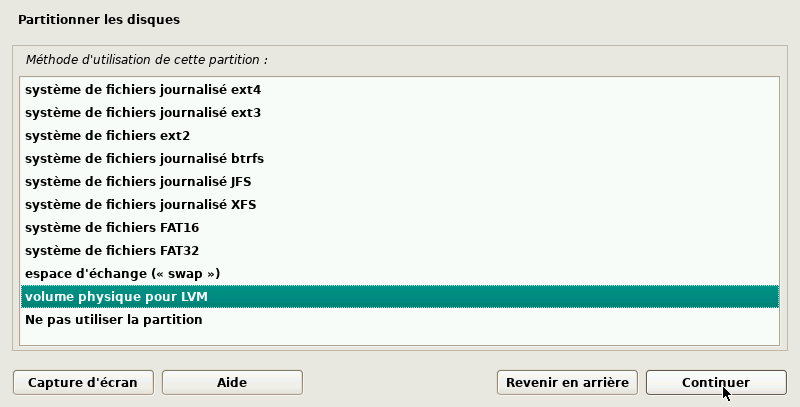 Partitionner les disques
Méthode d'utilisation de cette partition :
système de fichiers journalisé ext4
système de fichiers journalisé ext3
système de fichiers ext2
système de fichiers journalisé btrfs
système de fichiers journalisé JFS
système de fichiers journalisé XFS
système de fichiers FAT16
système de fichiers FAT32
espace d'échange (« swap »)
volume physique pour LVM
Ne pas utiliser la partition
Capture d'écran
Aide
Revenir en arrière
Continuer